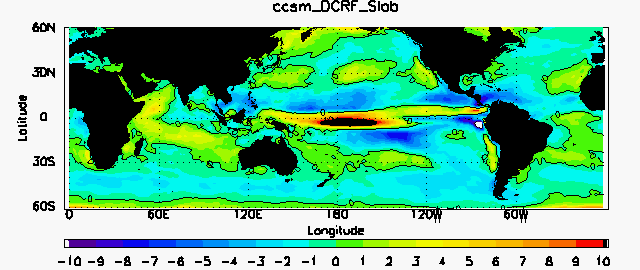 ccsm_DCRF_Slab
60N
30N
0
30S
60S
Latitude
0 60E 120E 180 120W 60W
Longitude
-10 -9 -8 -7 -6 -5 -4 -3 -2 -1 0 1 2 3 4 5 6 7 8 9 10